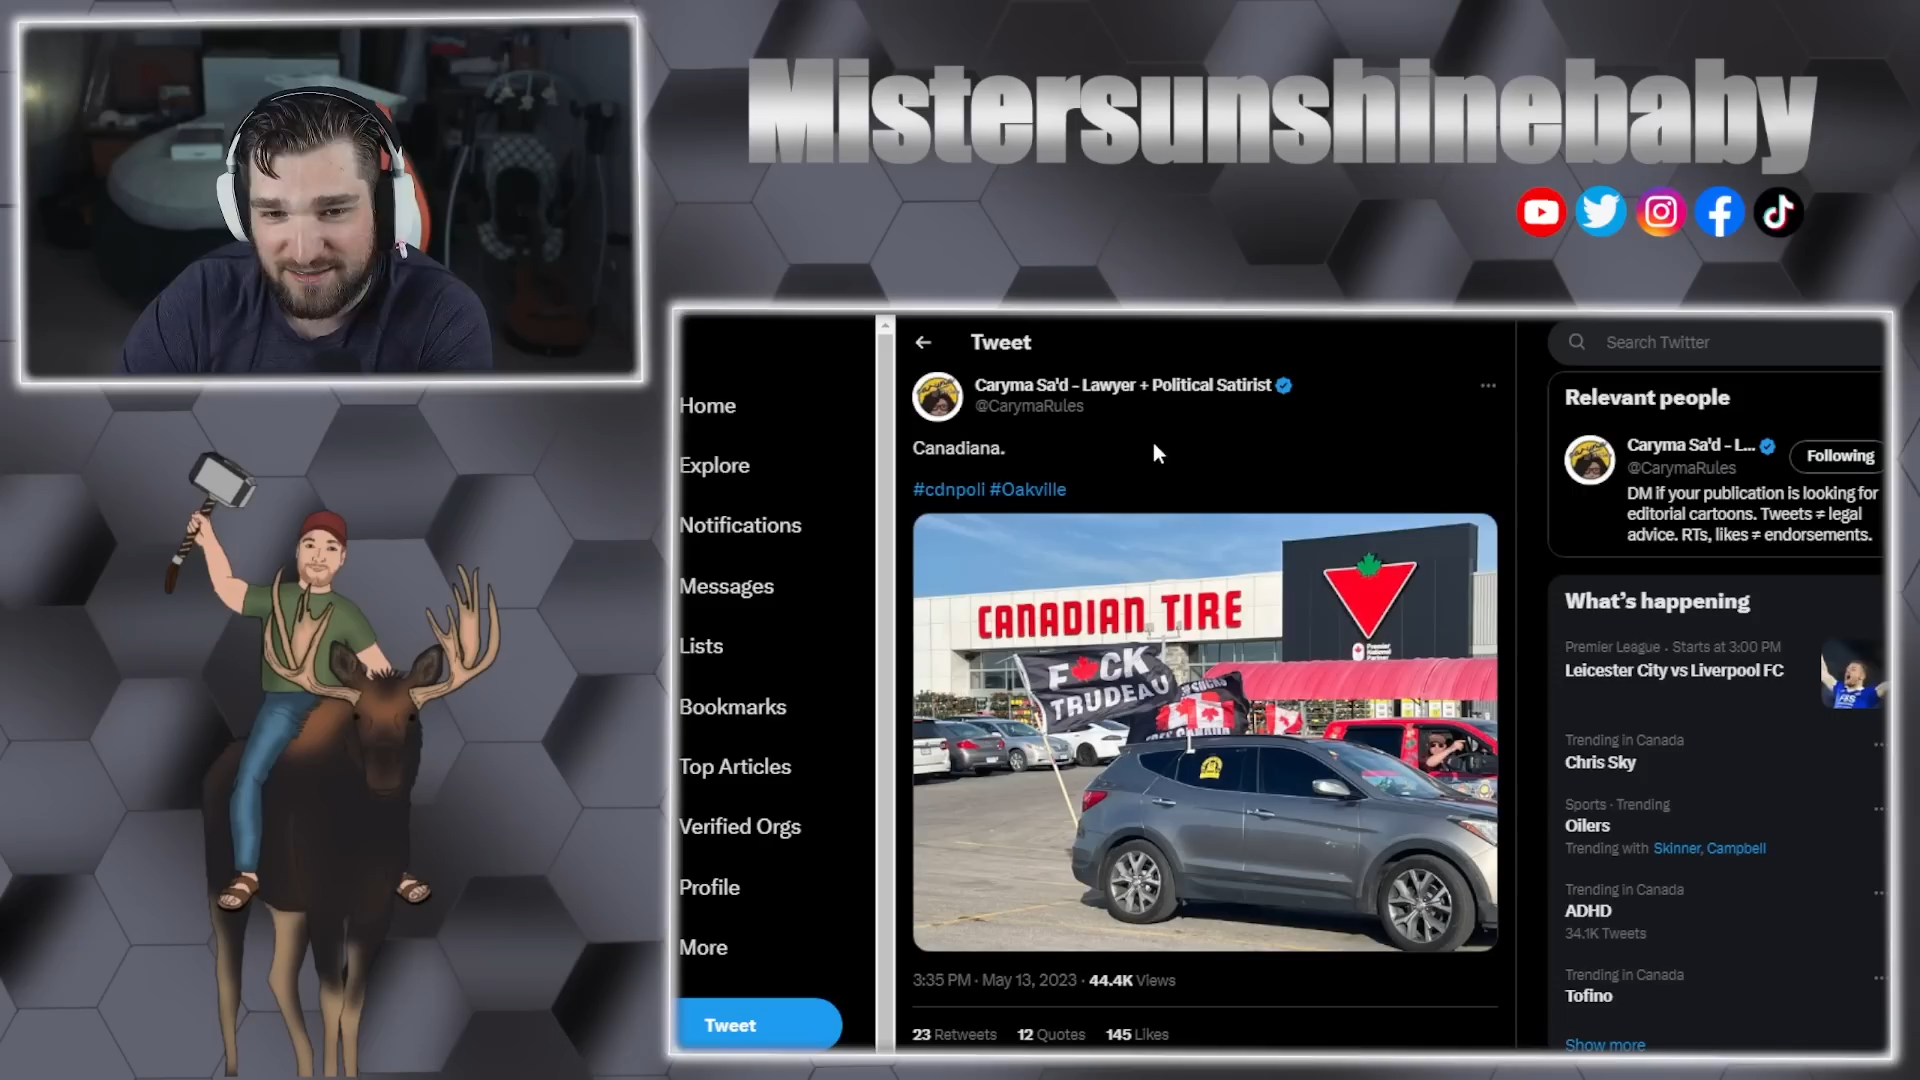 Mistersunshinebaby
Home
Explore
Notifications
Messages
Lists
Bookmarks
Top Articles
Verified Orgs
Profile
More
Tweet
Tweet
Caryma Sa'd - Lawyer + Political Satirist
@CarymaRules
Canadiana.
#cdnpoli #Oakville
CANADIAN TIRE
F CK
TRUDEAU
SUCKS
3:35 PM · May 13, 2023 · 44.4K Views
23 Retweets 12 Quotes 145 Likes
Search Twitter
Relevant people
Caryma Sa'd - L...
@CarymaRules
Following
DM if your publication is looking for
editorial cartoons. Tweets ≠ legal
advice. RTs, likes ≠ endorsements.
What's happening
Premier League · Starts at 3:00 PM
Leicester City vs Liverpool FC
Trending in Canada
Chris Sky
Sports · Trending
Oilers
Trending with Skinner, Campbell
Trending in Canada
ADHD
34.1K Tweets
Trending in Canada
Tofino
Show more